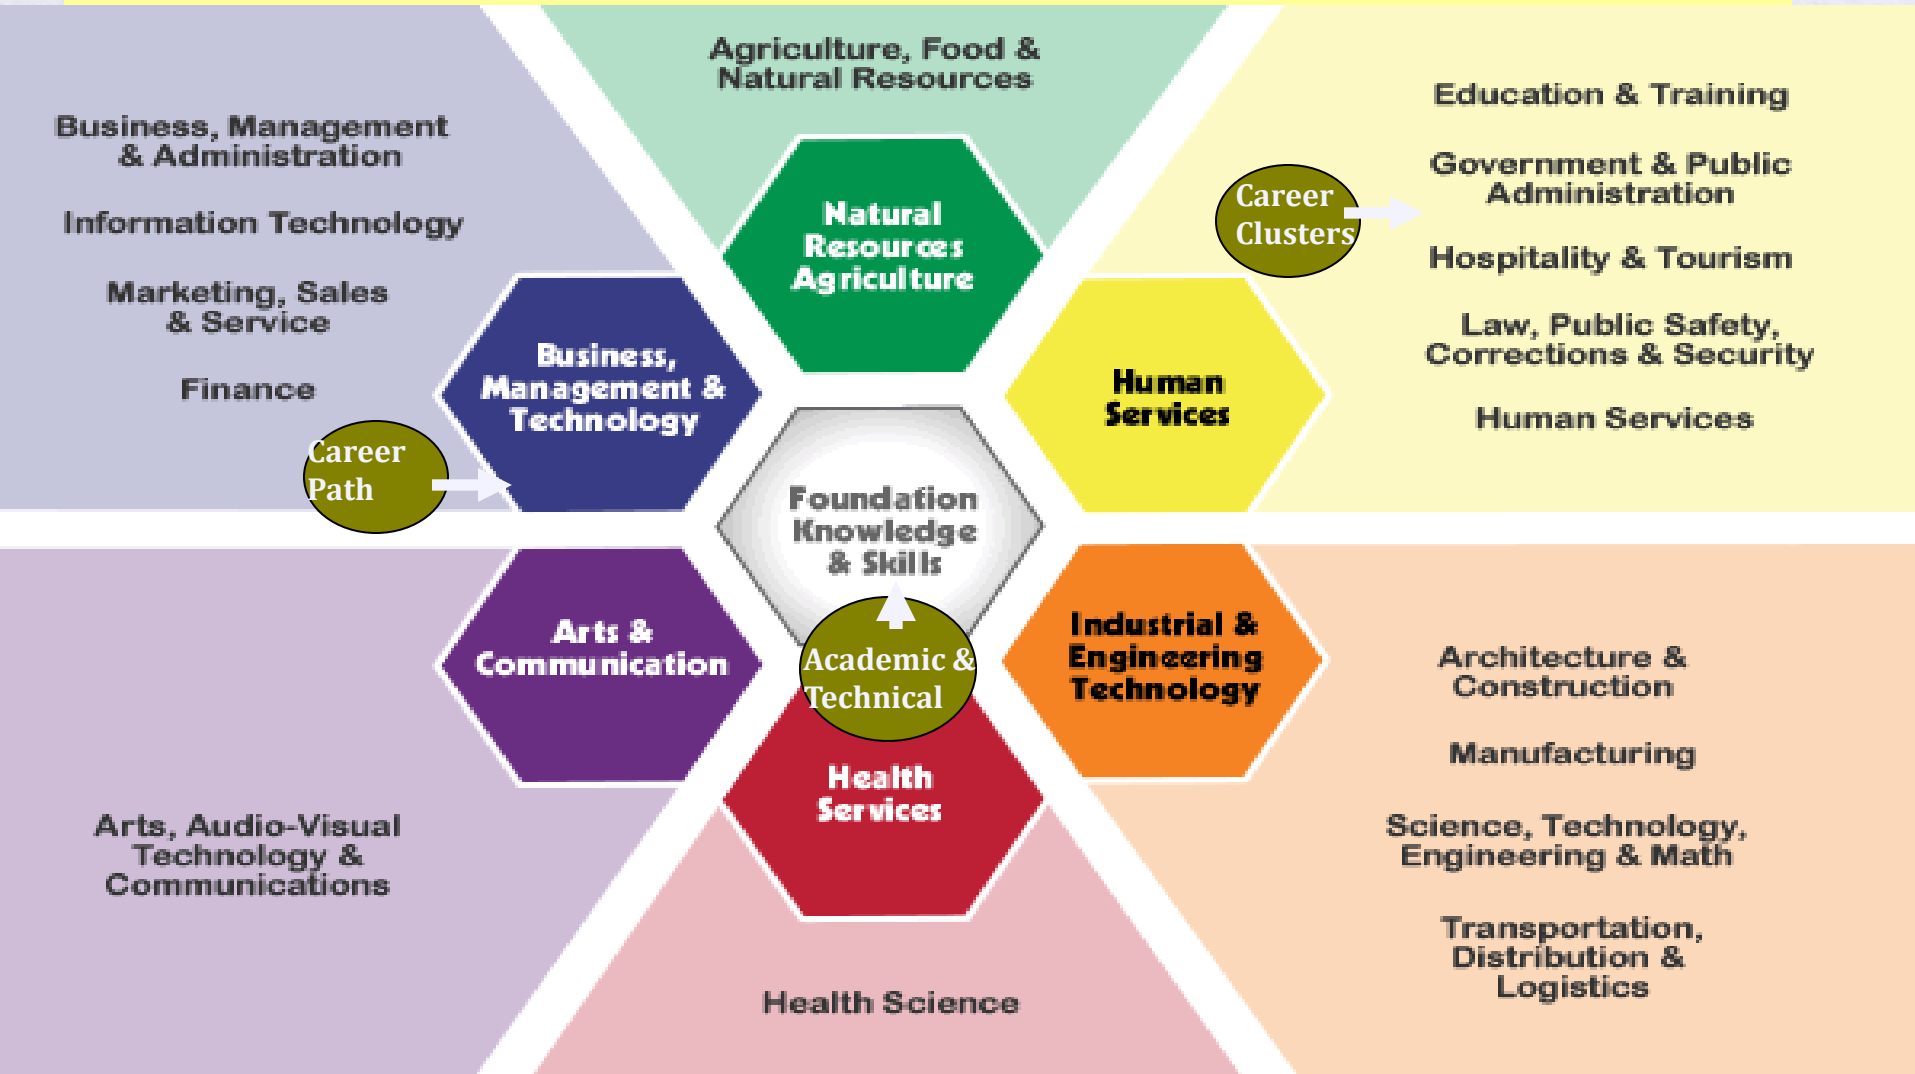 Agriculture, Food &
Natural Resources
Business, Management
& Administration
Information Technology
Marketing, Sales
& Service
Finance
Education & Training
Government & Public
Administration
Hospitality & Tourism
Law, Public Safety,
Corrections & Security
Human Services
Career
Clusters
Natural
Resources
Agriculture
Business,
Management &
Technology
Human
Services
Career
Path
Foundation
Knowledge
& Skills
Academic &
Technical
Arts &
Communication
Industrial &
Engineering
Technology
Health
Services
Arts, Audio-Visual
Technology &
Communications
Health Science
Architecture &
Construction
Manufacturing
Science, Technology,
Engineering & Math
Transportation,
Distribution &
Logistics